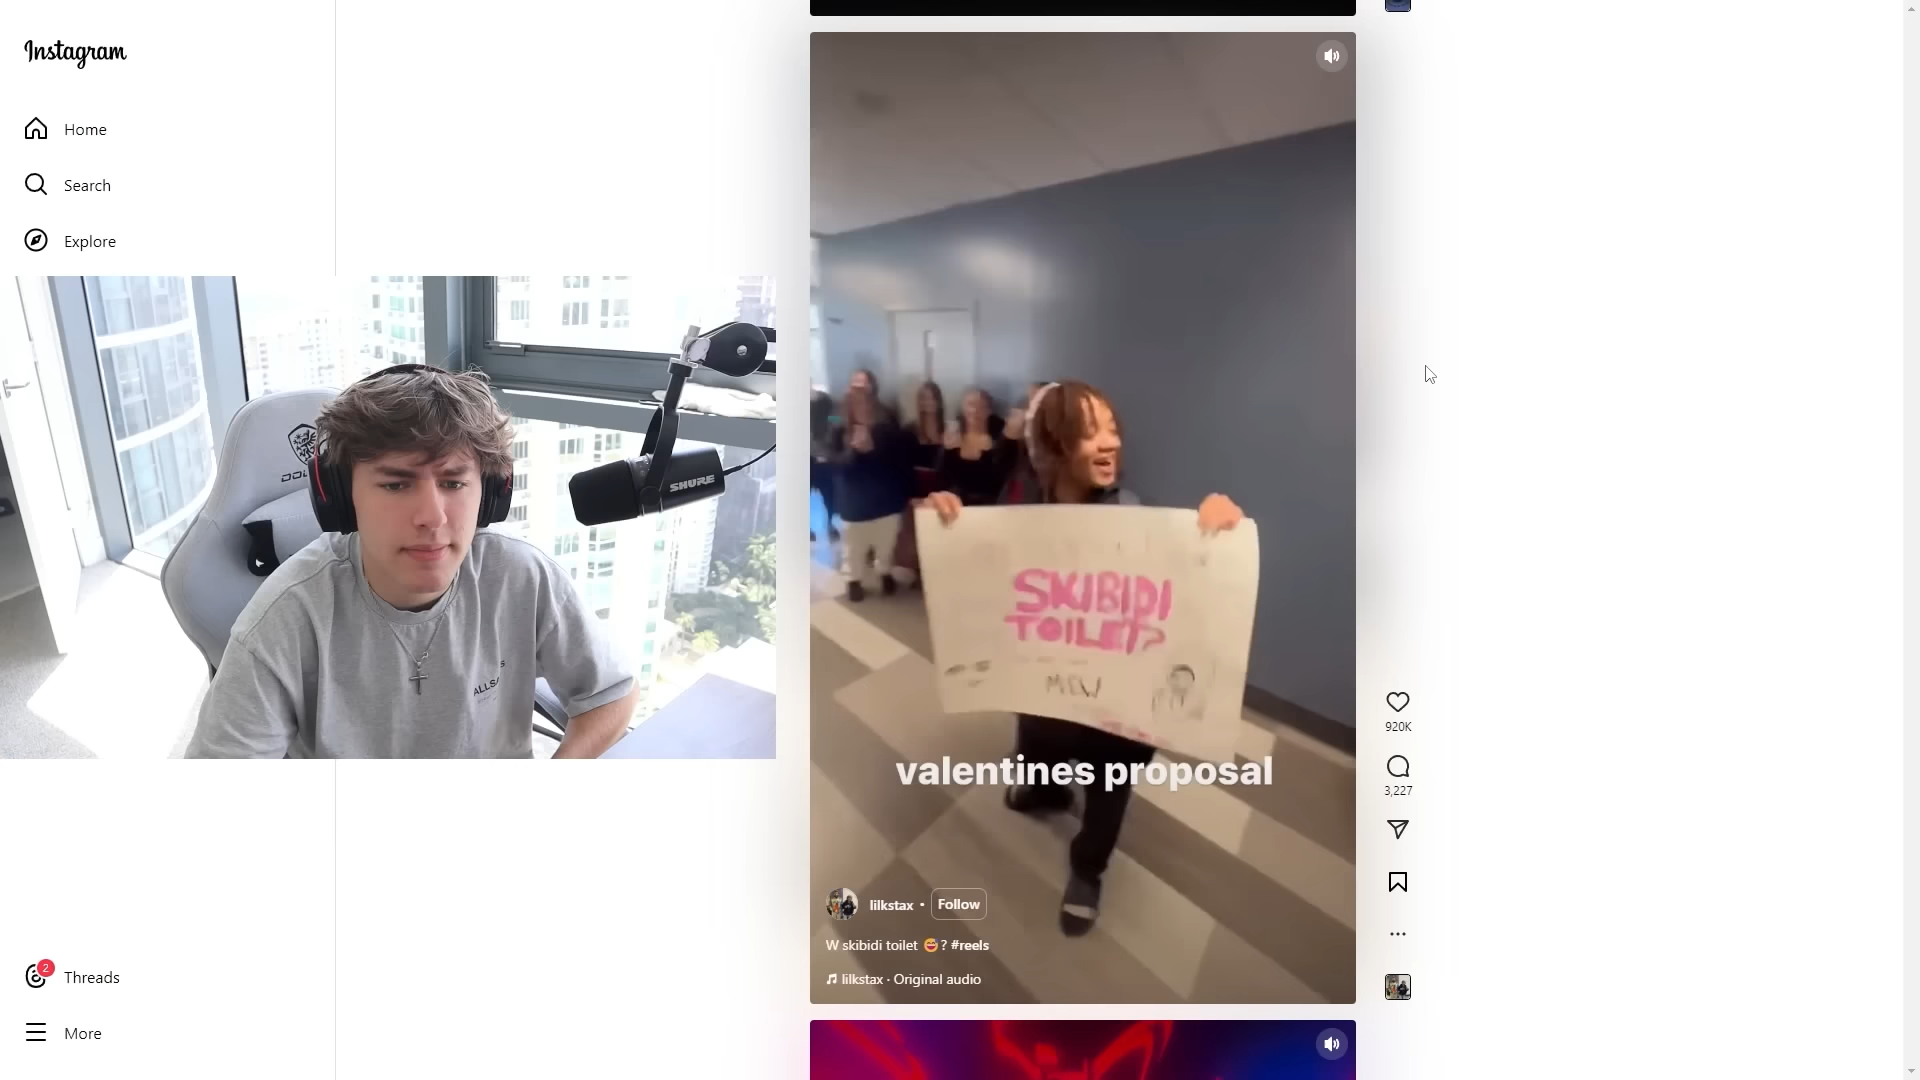 Instagram
Home
Search
Explore
SHURE
SKIBIDI
TOILET?
MEW
valentines proposal
lilkstax • Follow
W skibidi toilet 😅? #reels
lilkstax · Original audio
920K
3,227
2
Threads
More